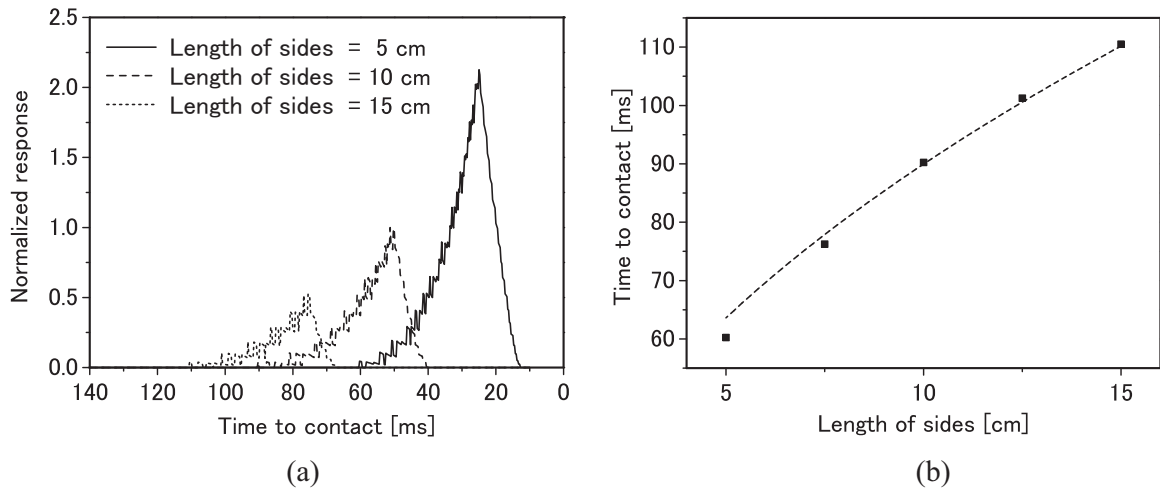 2.5
2.0
1.5
1.0
0.5
0.0
Normalized response
Length of sides = 5 cm
Length of sides = 10 cm
Length of sides = 15 cm
140 120 100 80 60 40 20 0
Time to contact [ms]
(a)
110
100
90
80
70
60
Time to contact [ms]
5 10 15
Length of sides [cm]
(b)